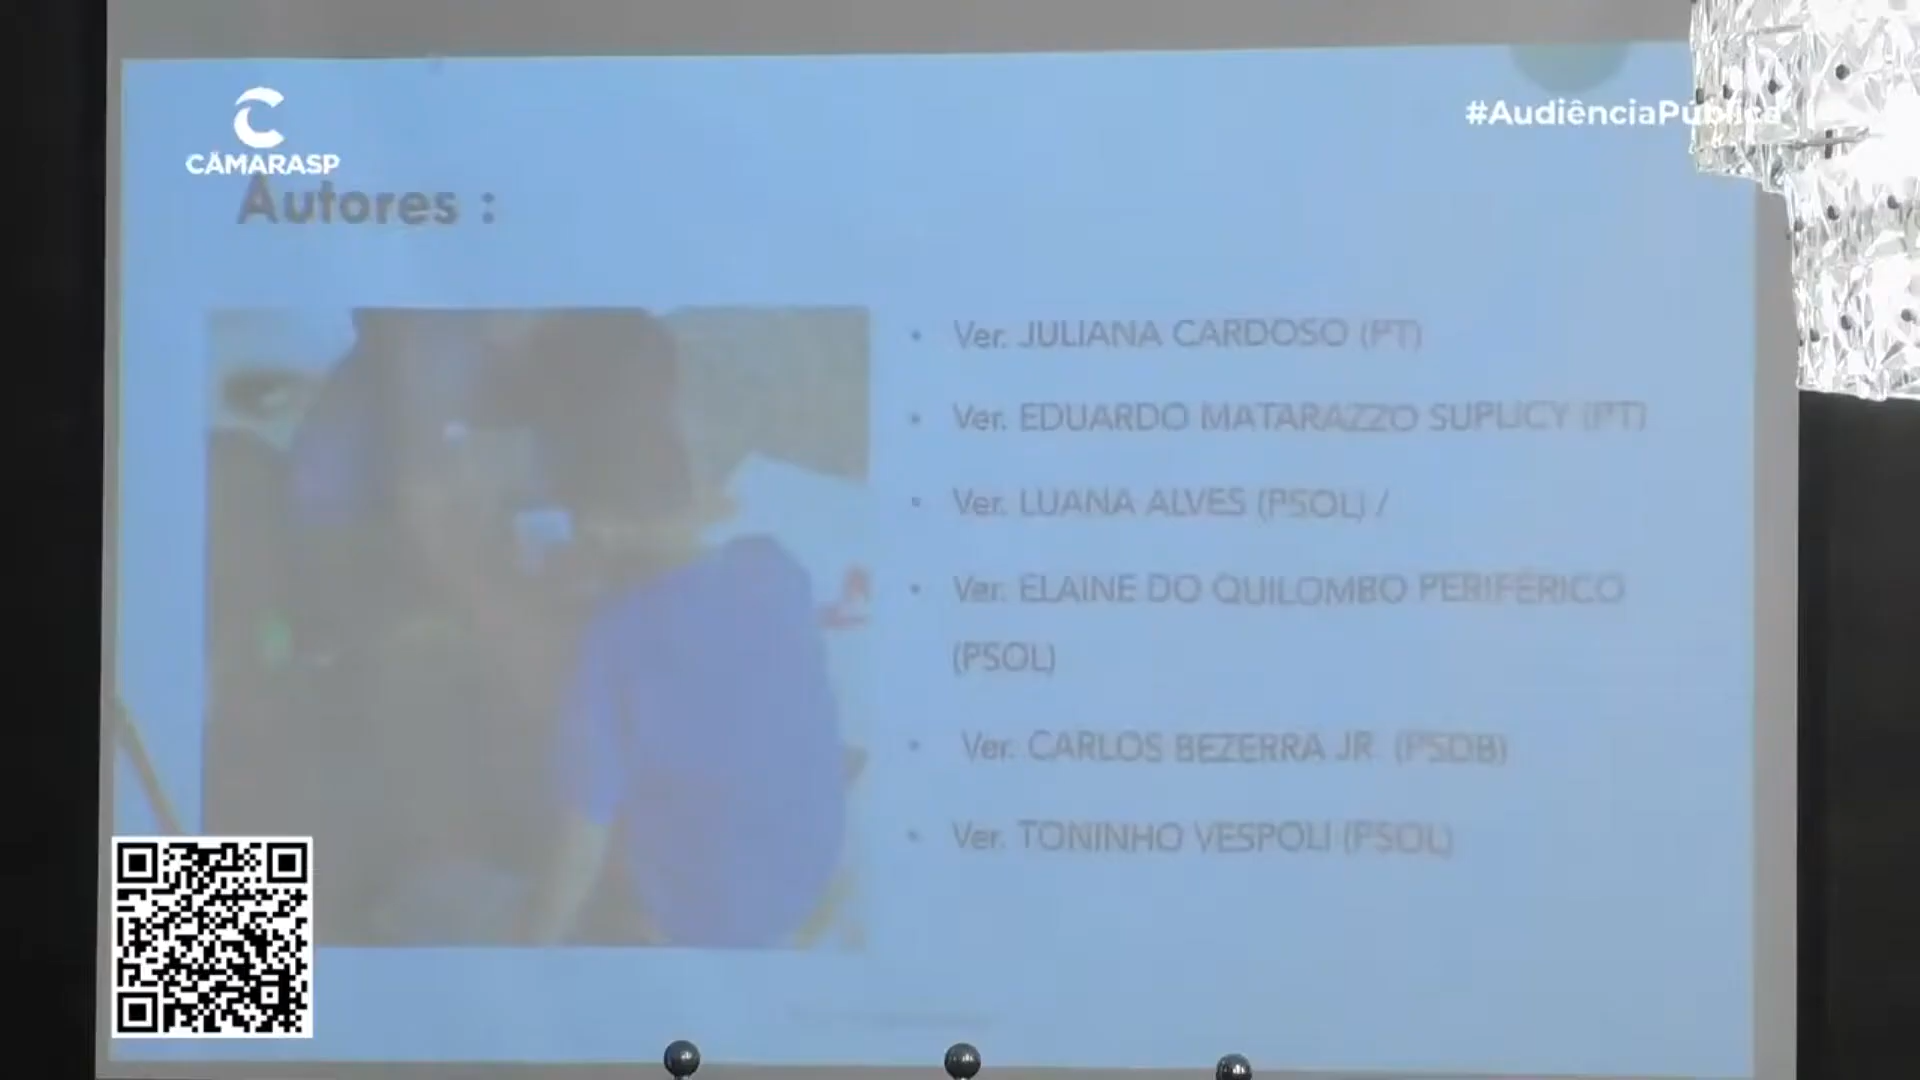 CÂMARASP
#AudiênciaPública
Autores :
• Ver. JULIANA CARDOSO (PT)
• Ver. EDUARDO MATARAZZO SUPLICY (PT)
• Ver. LUANA ALVES (PSOL) /
• Ver. ELAINE DO QUILOMBO PERIFÉRICO
(PSOL)
• Ver. CARLOS BEZERRA JR. (PSDB)
• Ver. TONINHO VESPOLI (PSOL)